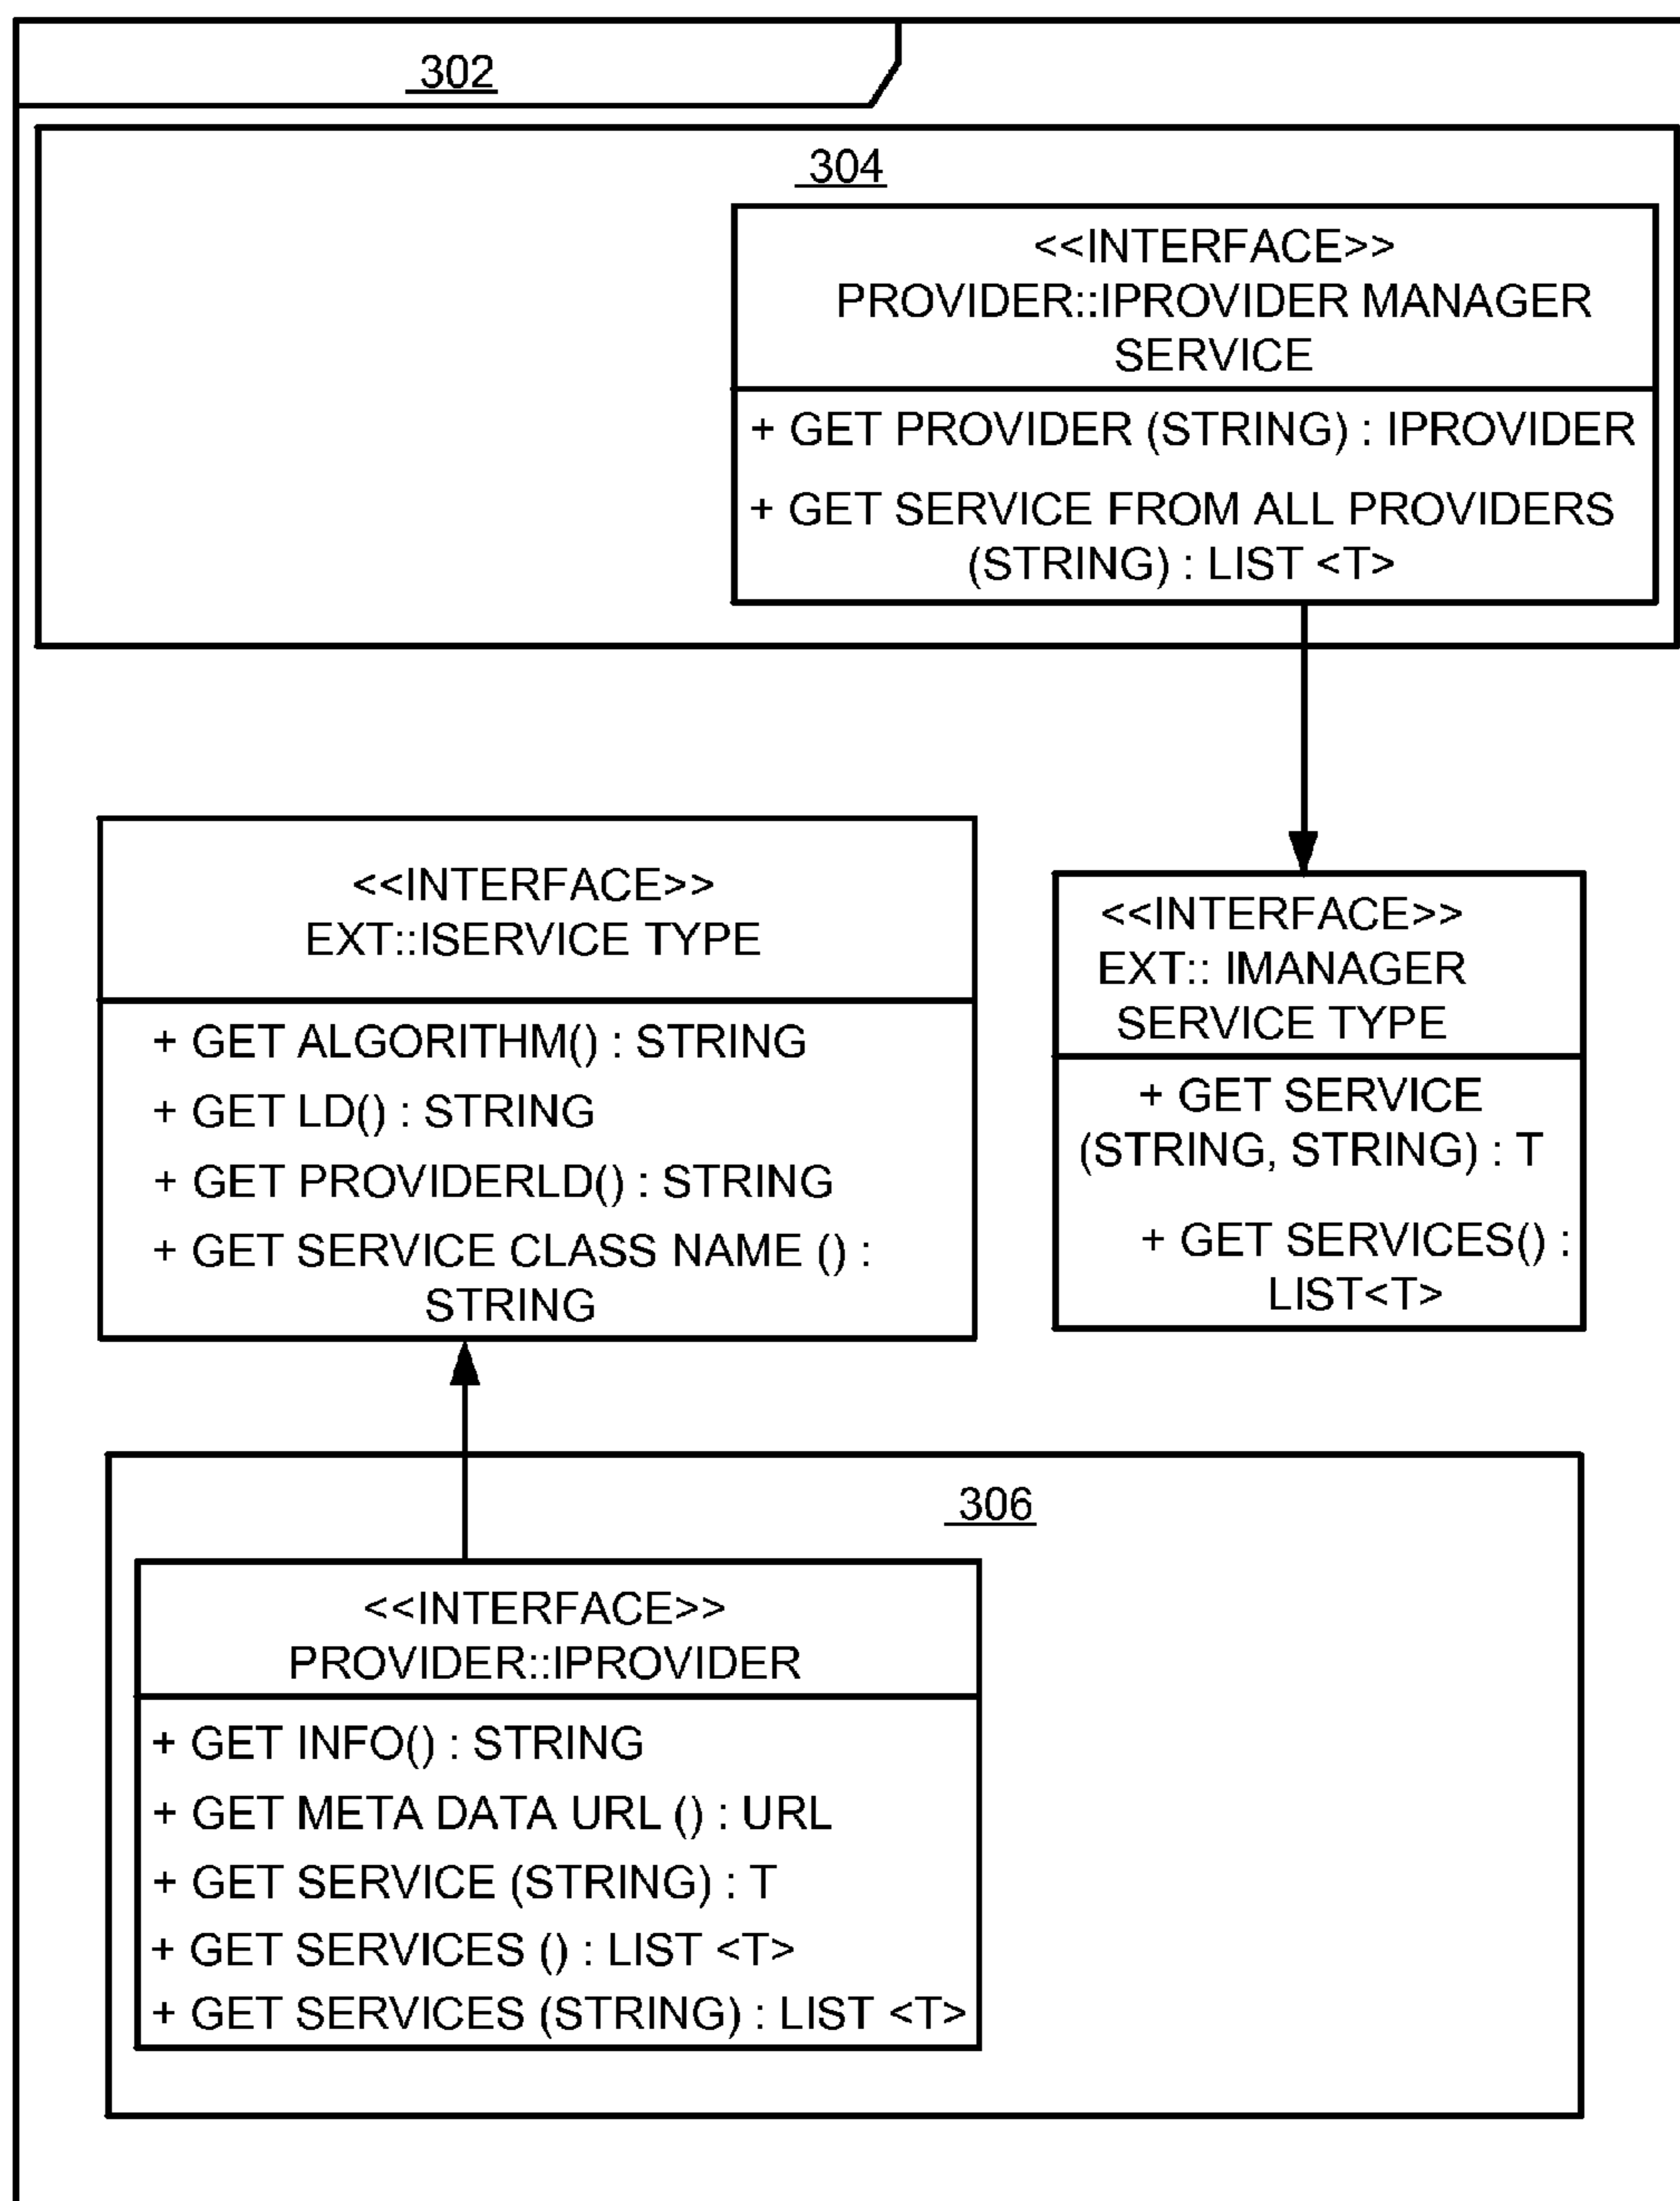 302
304
<<INTERFACE>>
PROVIDER::IPROVIDER MANAGER
SERVICE
+ GET PROVIDER (STRING) : IPROVIDER
+ GET SERVICE FROM ALL PROVIDERS
(STRING) : LIST <T>
<<INTERFACE>>
EXT::ISERVICE TYPE
+ GET ALGORITHM() : STRING
+ GET LD() : STRING
+ GET PROVIDERLD() : STRING
+ GET SERVICE CLASS NAME () :
STRING
<<INTERFACE>>
EXT:: IMANAGER
SERVICE TYPE
+ GET SERVICE
(STRING, STRING) : T
+ GET SERVICES() :
LIST<T>
306
<<INTERFACE>>
PROVIDER::IPROVIDER
+ GET INFO() : STRING
+ GET META DATA URL () : URL
+ GET SERVICE (STRING) : T
+ GET SERVICES () : LIST <T>
+ GET SERVICES (STRING) : LIST <T>